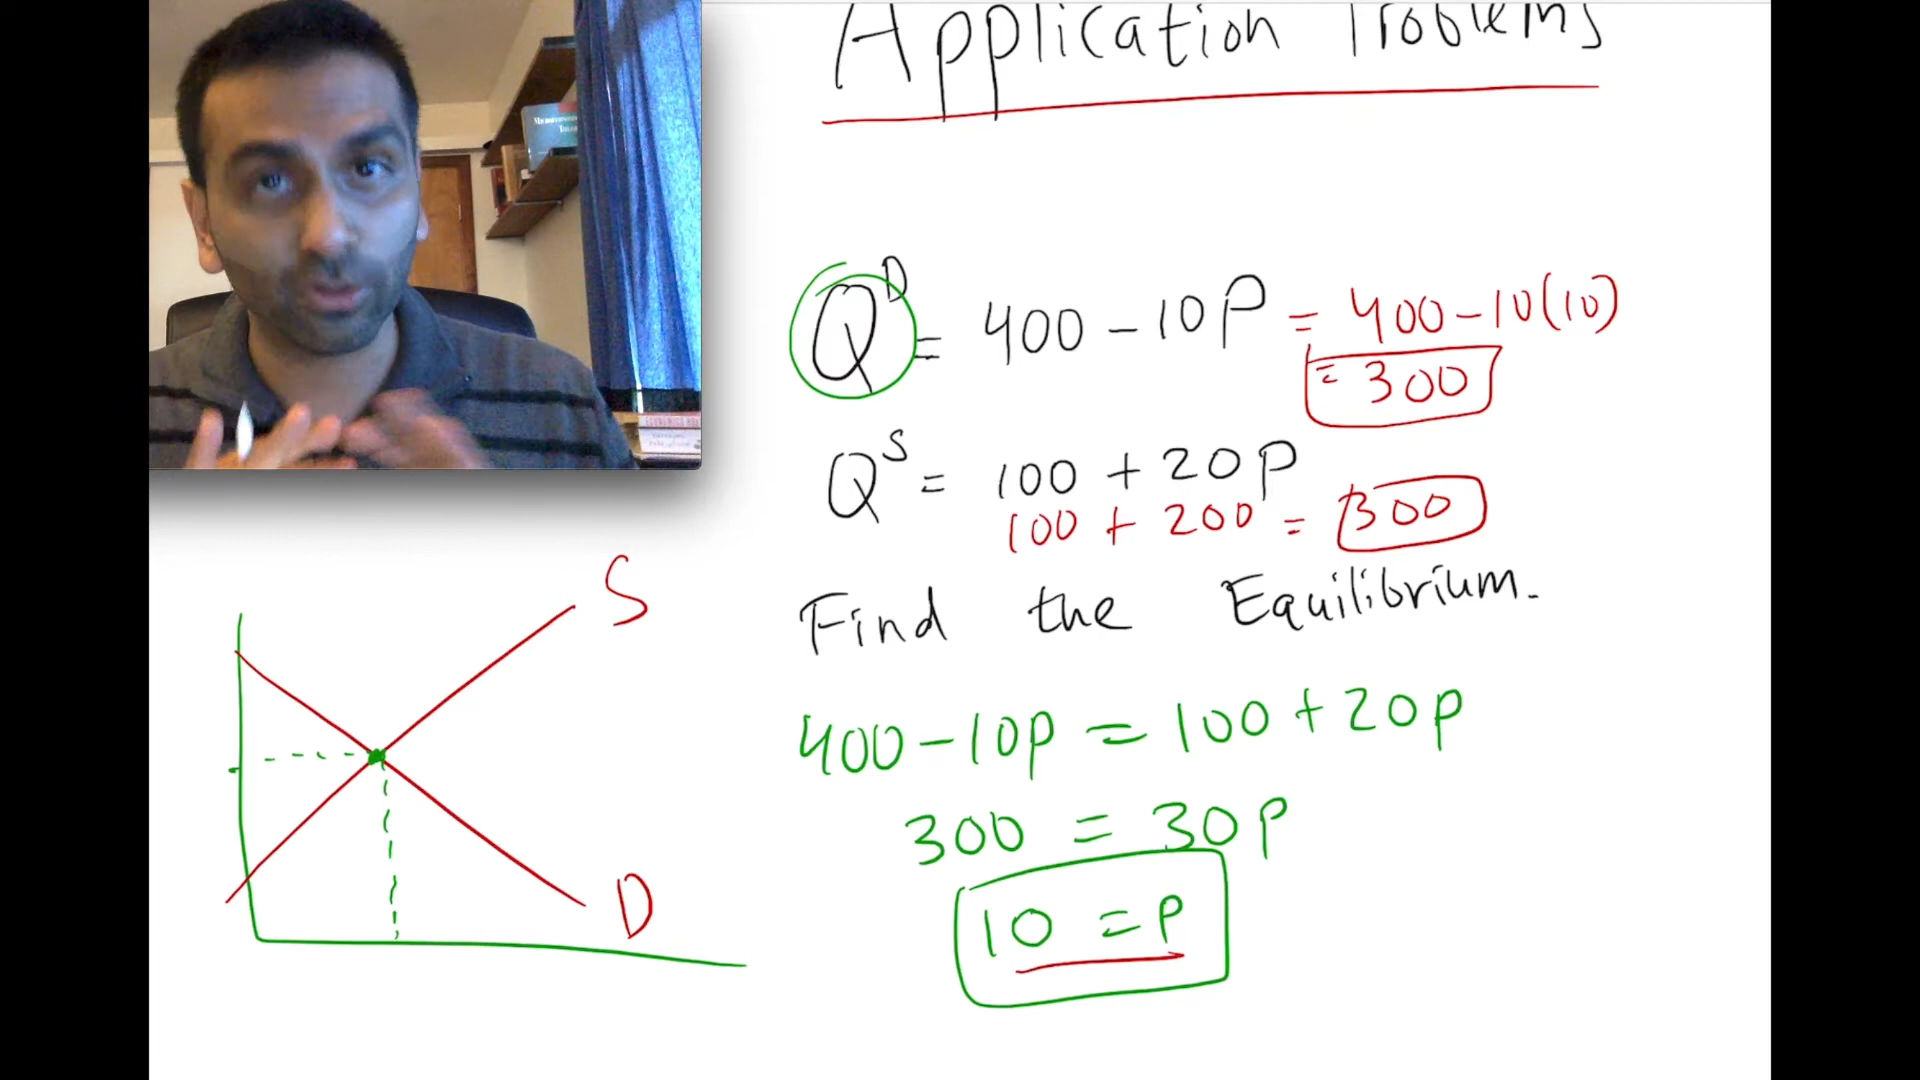 Application Problems
Q^D = 400 - 10P = 400 - 10(10)
= 300
Q^S = 100 + 20P
100 + 200 = 300
Find the Equilibrium.
400 - 10P = 100 + 20P
300 = 30P
10 = P
S
D